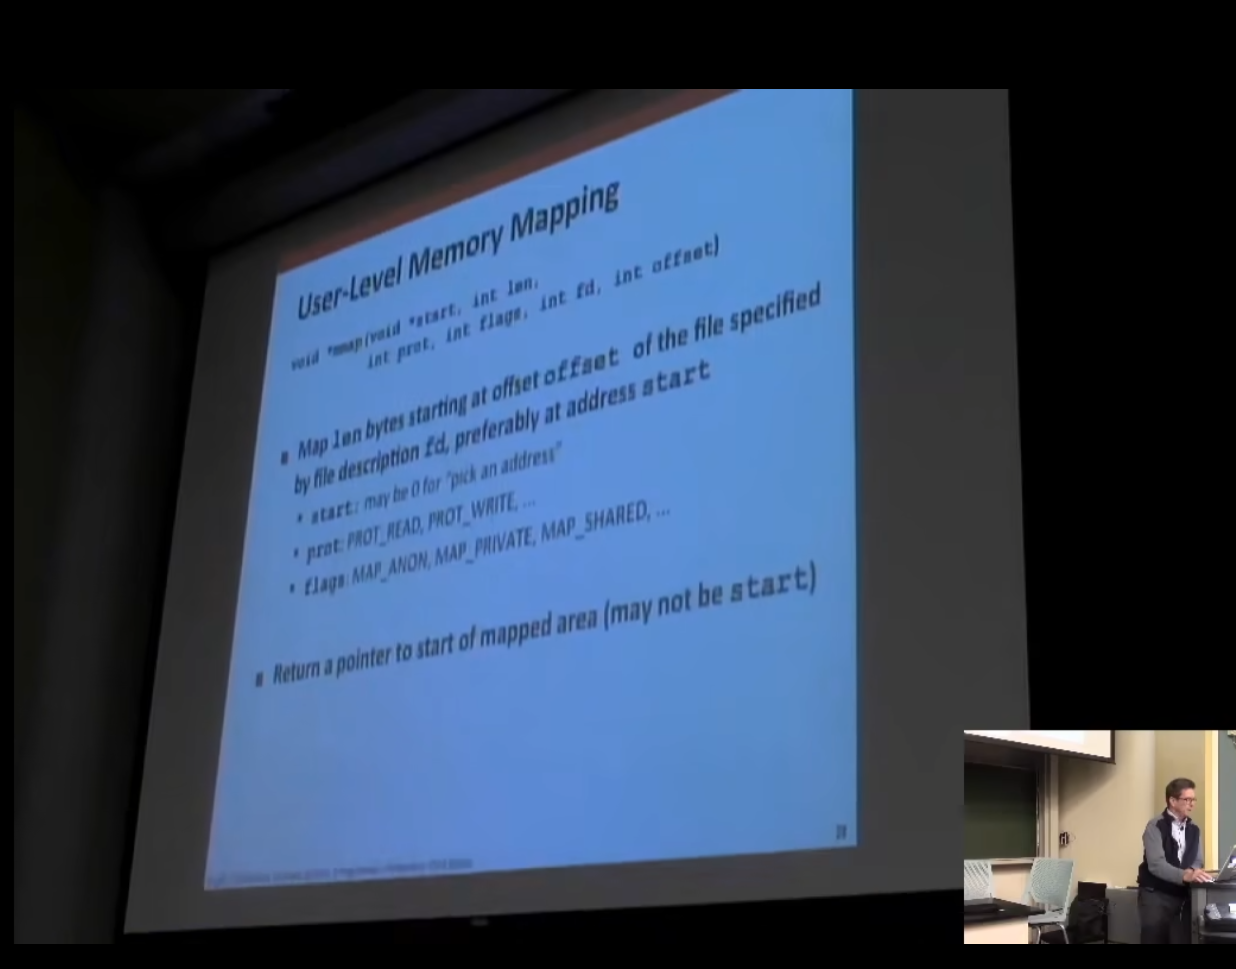 User-Level Memory Mapping
void *mmap(void *start, int len,
int prot, int flags, int fd, int offset)
■ Map len bytes starting at offset offset of the file specified
by file description fd, preferably at address start
• start: may be 0 for "pick an address"
• prot: PROT_READ, PROT_WRITE, ...
• flags: MAP_ANON, MAP_PRIVATE, MAP_SHARED, ...
■ Return a pointer to start of mapped area (may not be start)